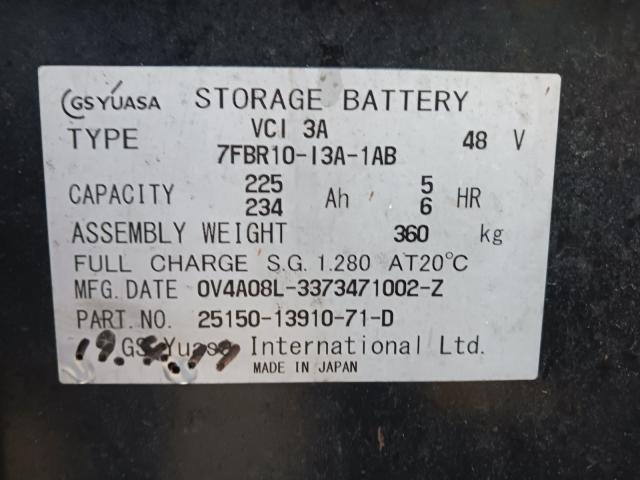 GS YUASA STORAGE BATTERY
TYPE VCI 3A 48 V
7FBR10-I3A-1AB
CAPACITY 225 Ah 5 HR
234 6
ASSEMBLY WEIGHT 360 kg
FULL CHARGE S.G. 1.280 AT20℃
MFG. DATE 0V4A08L-3373471002-Z
PART. NO. 25150-13910-71-D
GS Yuasa International Ltd.
MADE IN JAPAN